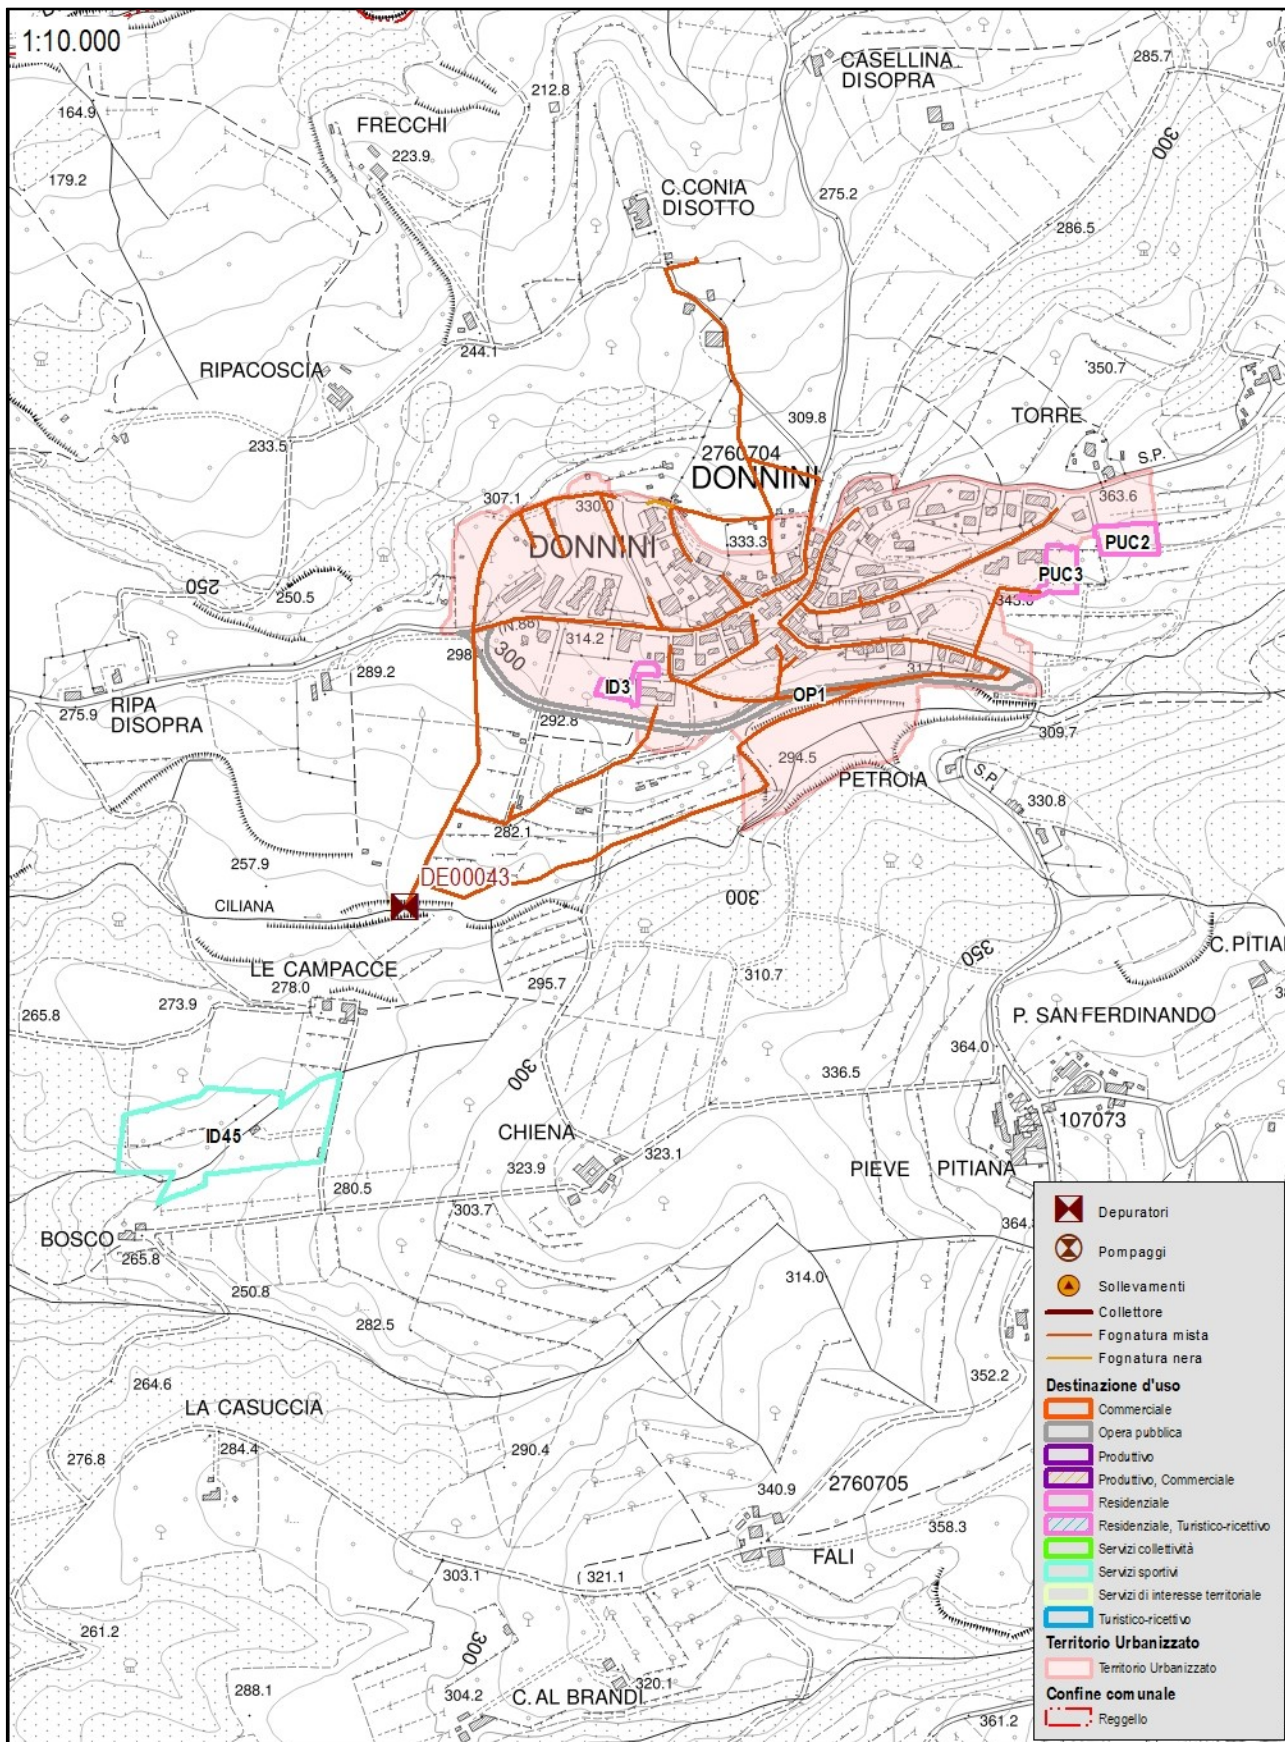 1:10.000
CASELLINA
DISOPRA
285.7
212.8
164.9
FRECCHI
223.9
300
179.2
C.CONIA
DISOTTO
275.2
286.5
244.1
RIPACOSCIA
350.7
309.8
TORRE
233.5
2760704
DONNINI
S.P.
363.6
307.1
330.0
333.3
DONNINI
PUC2
PUC3
250
250.5
343.0
(N.86)
314.2
298.
300
289.2
317.1
ID3
OP1
RIPA
DISOPRA
275.9
292.8
309.7
294.5
PETROIA
S.P.
330.8
282.1
257.9
DE00043
300
CILIANA
350
C.PITIA
LE CAMPACCE
278.0
295.7
310.7
273.9
265.8
P. SAN FERDINANDO
364.0
300
336.5
ID45
CHIENA
107073
323.9
323.1
PIEVE PITIANA
280.5
303.7
364.
BOSCO
265.8
250.8
314.0
282.5
352.2
264.6
LA CASUCCIA
284.4
276.8
290.4
340.9
2760705
358.3
FALI
303.1
321.1
261.2
300
288.1
304.2
C. AL BRANDI
320.1
361.2
Depuratori
Pompaggi
Sollevamenti
Collettore
Fognatura mista
Fognatura nera
Destinazione d'uso
Commerciale
Opera pubblica
Produttivo
Produttivo, Commerciale
Residenziale
Residenziale, Turistico-ricettivo
Servizi collettività
Servizi sportivi
Servizi di interesse territoriale
Turistico-ricettivo
Territorio Urbanizzato
Territorio Urbanizzato
Confine comunale
Reggello